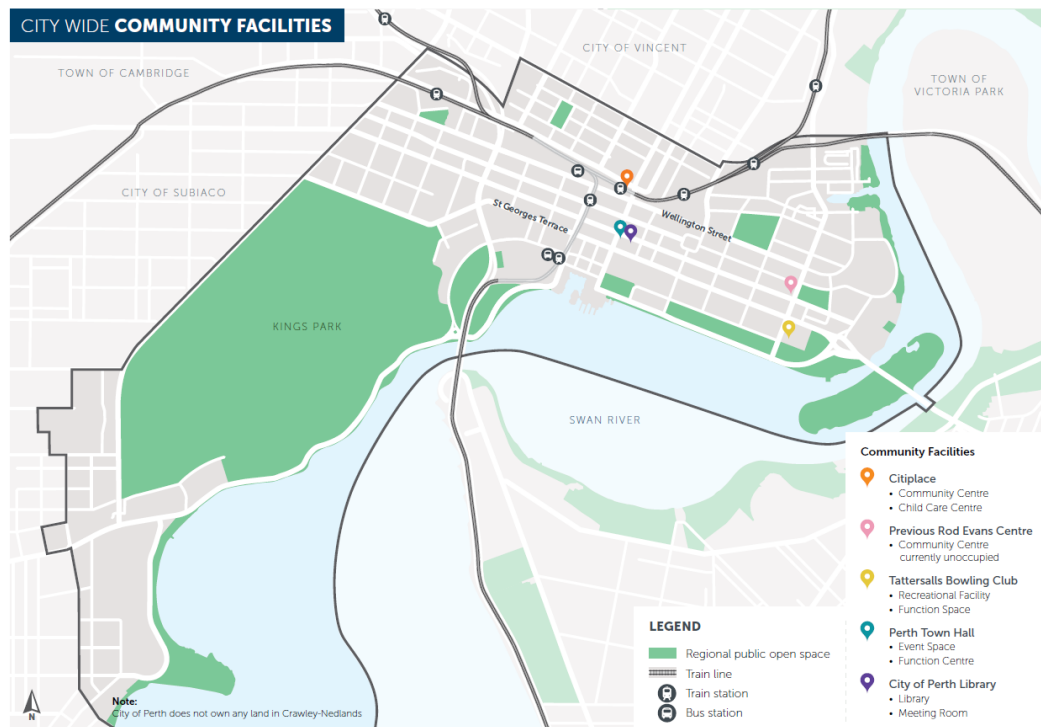 CITY WIDE COMMUNITY FACILITIES
CITY OF VINCENT
TOWN OF CAMBRIDGE
TOWN OF
VICTORIA PARK
CITY OF SUBIACO
St Georges Terrace
Wellington Street
KINGS PARK
SWAN RIVER
Community Facilities
Citiplace
• Community Centre
• Child Care Centre
Previous Rod Evans Centre
• Community Centre
currently unoccupied
Tattersalls Bowling Club
• Recreational Facility
• Function Space
Perth Town Hall
• Event Space
• Function Centre
City of Perth Library
• Library
• Meeting Room
LEGEND
Regional public open space
Train line
Train station
Bus station
N
Note:
City of Perth does not own any land in Crawley-Nedlands